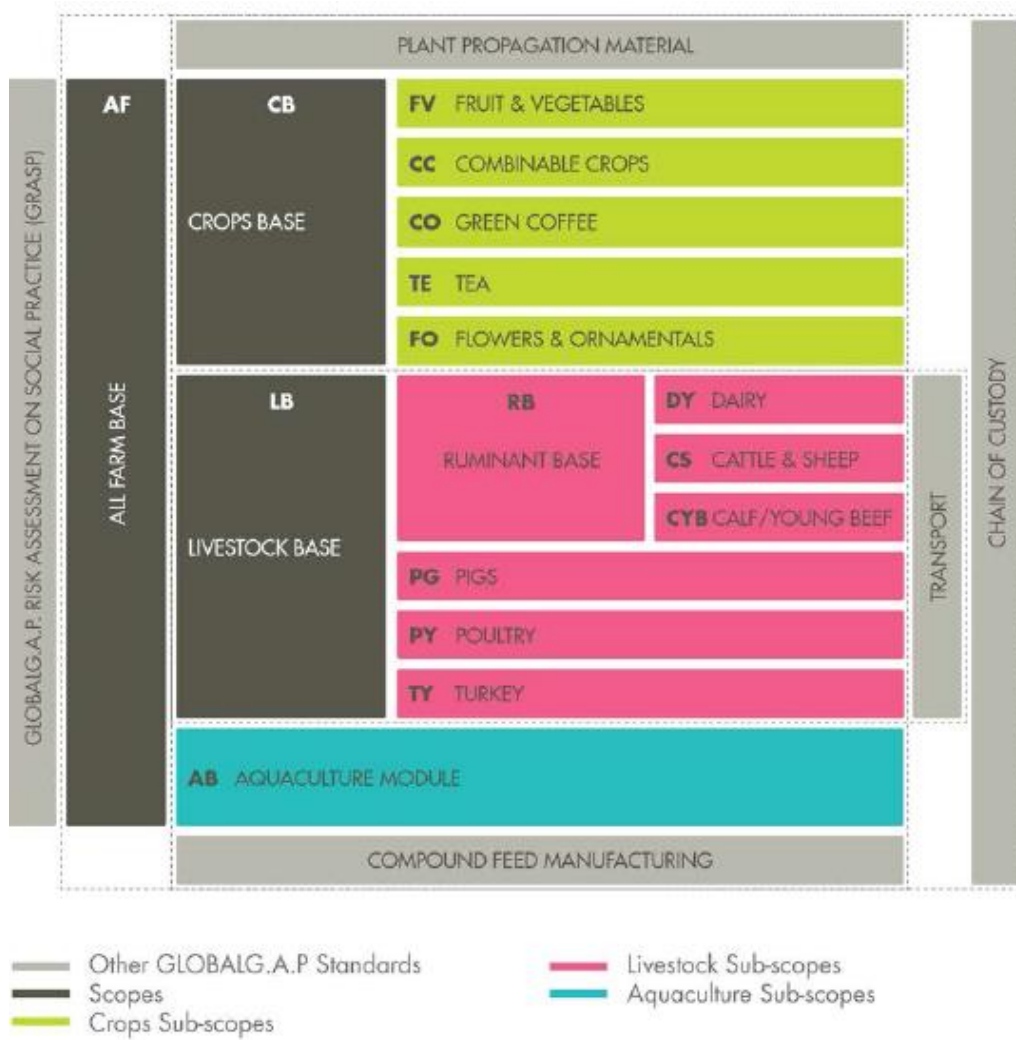 PLANT PROPAGATION MATERIAL
GLOBALG.A.P. RISK ASSESSMENT ON SOCIAL PRACTICE (GRASP)
AF
ALL FARM BASE
CB
CROPS BASE
FV FRUIT & VEGETABLES
CC COMBINABLE CROPS
CO GREEN COFFEE
TE TEA
FO FLOWERS & ORNAMENTALS
LB
LIVESTOCK BASE
RB
RUMINANT BASE
DY DAIRY
CS CATTLE & SHEEP
CYB CALF/YOUNG BEEF
PG PIGS
PY POULTRY
TY TURKEY
TRANSPORT
CHAIN OF CUSTODY
AB AQUACULTURE MODULE
COMPOUND FEED MANUFACTURING
Other GLOBALG.A.P Standards
Scopes
Crops Sub-scopes
Livestock Sub-scopes
Aquaculture Sub-scopes